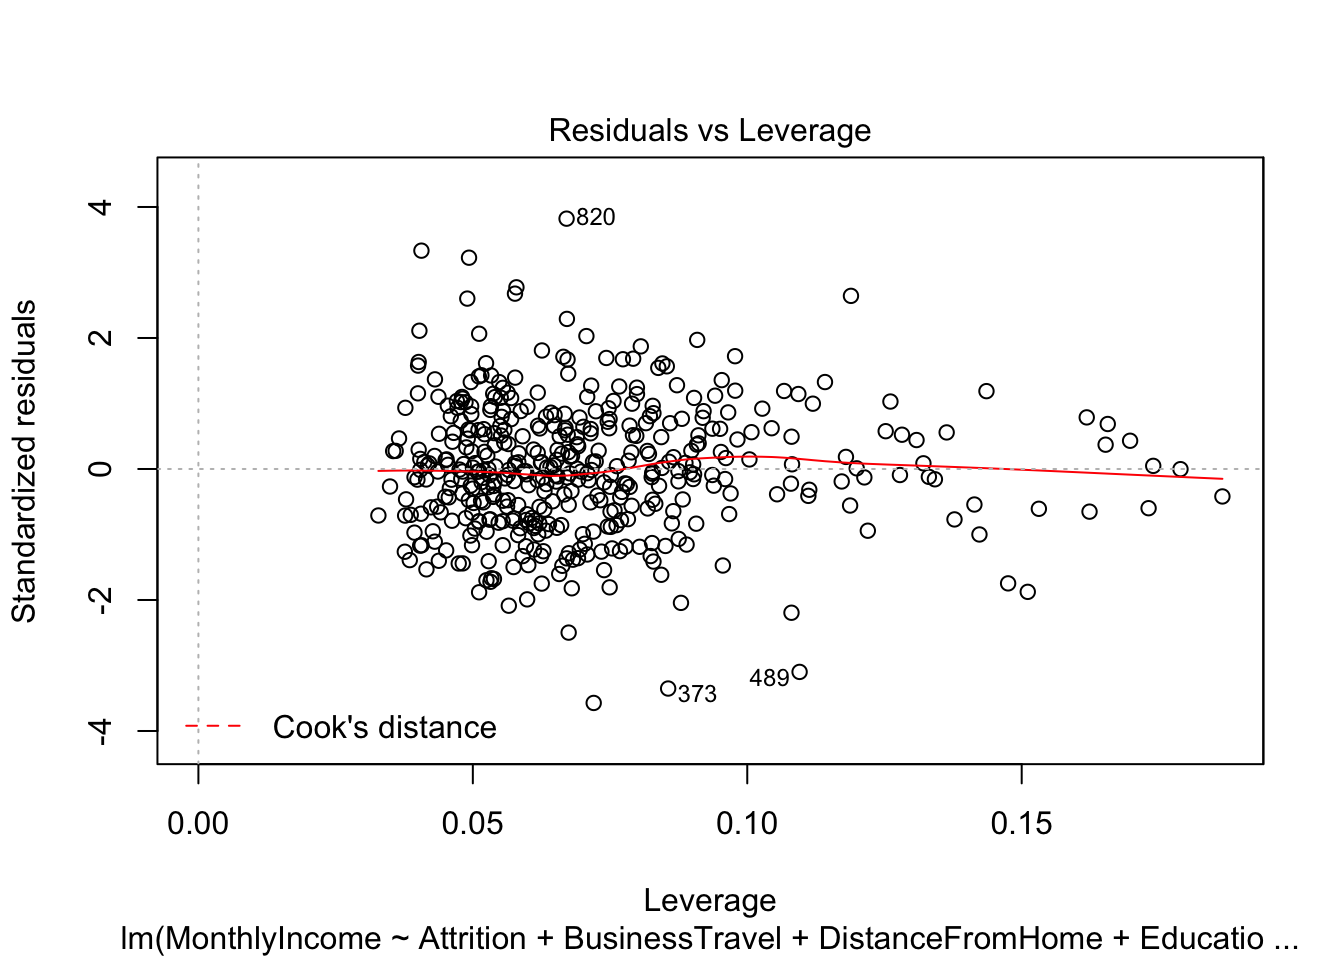 Residuals vs Leverage
Standardized residuals
4
2
0
-2
-4
820
373
489
Cook's distance
0.00 0.05 0.10 0.15
Leverage
lm(MonthlyIncome ~ Attrition + BusinessTravel + DistanceFromHome + Educatio ...